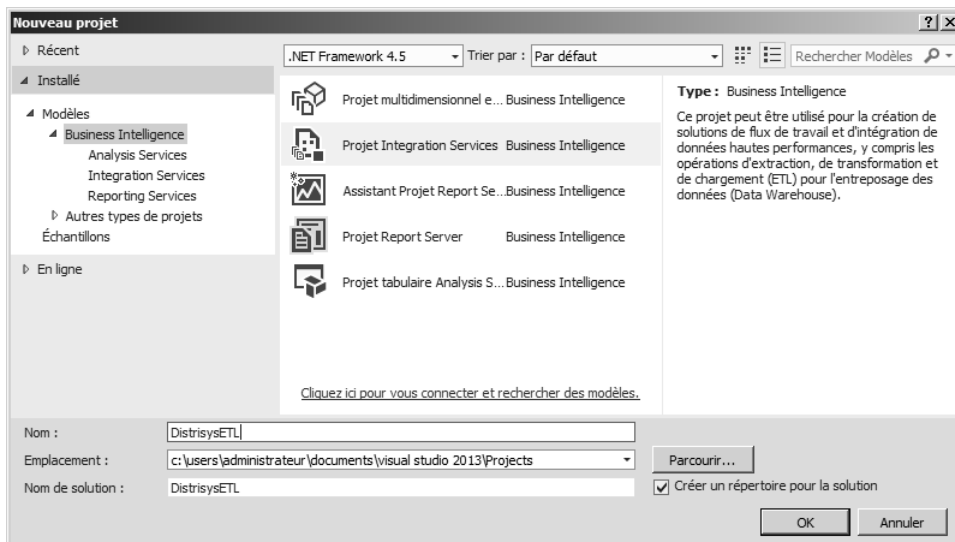 Nouveau projet
Récent
Installé
Modèles
Business Intelligence
Analysis Services
Integration Services
Reporting Services
Autres types de projets
Échantillons
En ligne
.NET Framework 4.5 Trier par : Par défaut Rechercher Modèles
Projet multidimensionnel e... Business Intelligence
Projet Integration Services Business Intelligence
Assistant Projet Report Se...Business Intelligence
Projet Report Server Business Intelligence
Projet tabulaire Analysis S...Business Intelligence
Cliquez ici pour vous connecter et rechercher des modèles.
Type : Business Intelligence
Ce projet peut être utilisé pour la création de
solutions de flux de travail et d'intégration de
données hautes performances, y compris les
opérations d'extraction, de transformation et
de chargement (ETL) pour l'entreposage des
données (Data Warehouse).
Nom : DistrisysETL
Emplacement : c:\users\administrateur\documents\visual studio 2013\Projects Parcourir...
Nom de solution : DistrisysETL Créer un répertoire pour la solution
OK Annuler